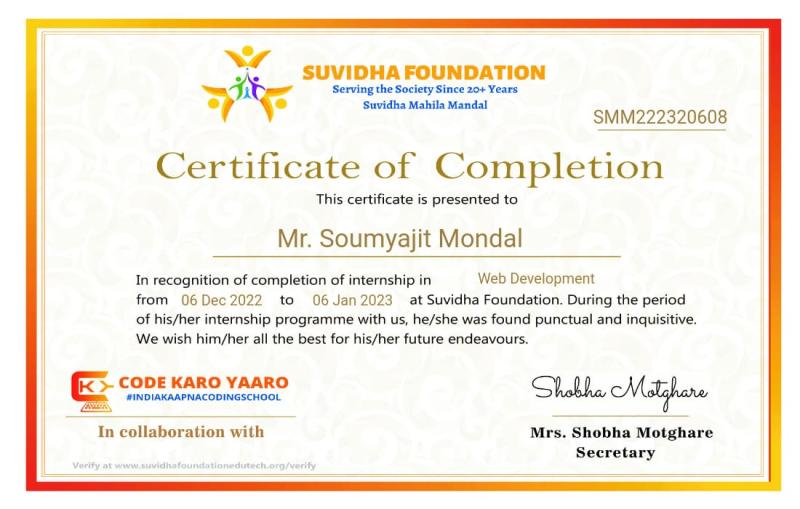 SUVIDHA FOUNDATION
Serving the Society Since 20+ Years
Suvidha Mahila Mandal
SMM222320608
Certificate of Completion
This certificate is presented to
Mr. Soumyajit Mondal
In recognition of completion of internship in Web Development
from 06 Dec 2022 to 06 Jan 2023 at Suvidha Foundation. During the period
of his/her internship programme with us, he/she was found punctual and inquisitive.
We wish him/her all the best for his/her future endeavours.
K
CODE KARO YAARO
#INDIAKAAPNACODINGSCHOOL
In collaboration with
Shobha Motghare
Mrs. Shobha Motghare
Secretary
Verify at www.suvidhafoundationedutech.org/verify